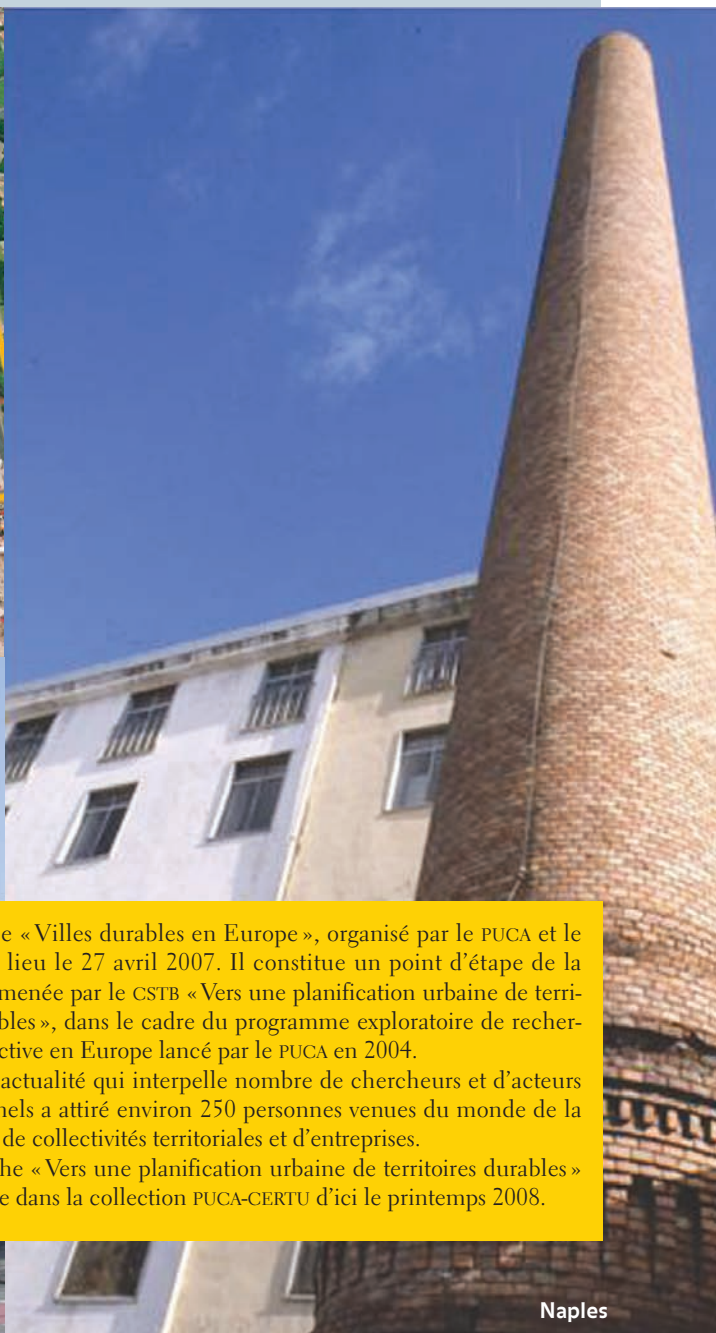 e « Villes durables en Europe », organisé par le PUCA et le
lieu le 27 avril 2007. Il constitue un point d'étape de la
menée par le CSTB « Vers une planification urbaine de terri-
bles », dans le cadre du programme exploratoire de recher-
ctive en Europe lancé par le PUCA en 2004.
actualité qui interpelle nombre de chercheurs et d'acteurs
nels a attiré environ 250 personnes venues du monde de la
de collectivités territoriales et d'entreprises.
he « Vers une planification urbaine de territoires durables »
e dans la collection PUCA-CERTU d'ici le printemps 2008.
Naples